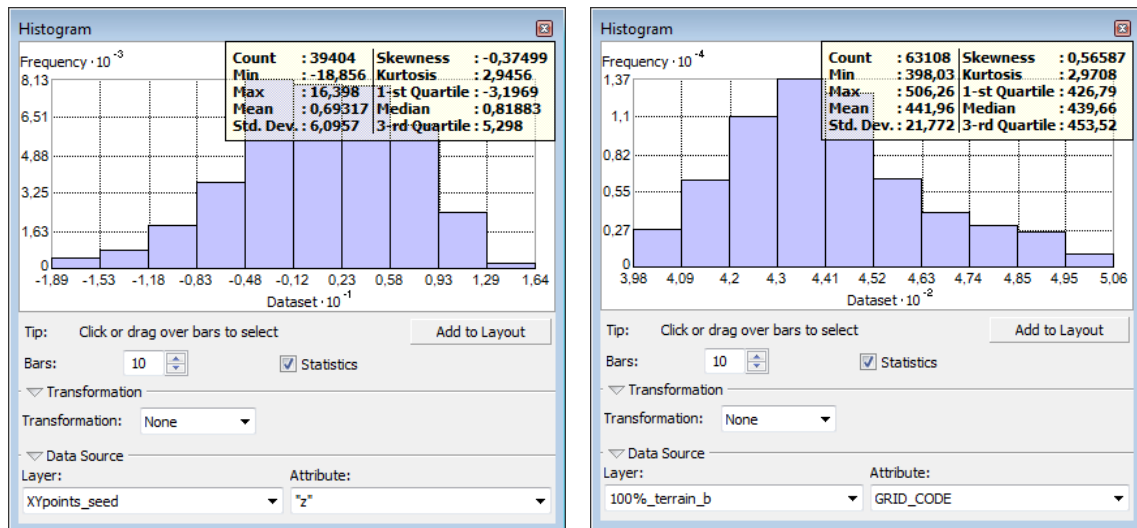 Histogram
Frequency · 10 -3
Count : 39404 Skewness : -0,37499
Min : -18,856 Kurtosis : 2,9456
Max : 16,398 1-st Quartile : -3,1969
Mean : 0,69317 Median : 0,81883
Std. Dev. : 6,0957 3-rd Quartile : 5,298
8,13
6,51
4,88
3,25
1,63
0
-1,89 -1,53 -1,18 -0,83 -0,48 -0,12 0,23 0,58 0,93 1,29 1,64
Dataset · 10 -1
Tip: Click or drag over bars to select Add to Layout
Bars: 10 Statistics
Transformation
Transformation: None
Data Source
Layer: Attribute:
XYpoints_seed "z"
Histogram
Frequency · 10 -4
Count : 63108 Skewness : 0,56587
Min : 398,03 Kurtosis : 2,9708
Max : 506,26 1-st Quartile : 426,79
Mean : 441,96 Median : 439,66
Std. Dev. : 21,772 3-rd Quartile : 453,52
1,37
1,1
0,82
0,55
0,27
0
3,98 4,09 4,2 4,3 4,41 4,52 4,63 4,74 4,85 4,95 5,06
Dataset · 10 -2
Tip: Click or drag over bars to select Add to Layout
Bars: 10 Statistics
Transformation
Transformation: None
Data Source
Layer: Attribute:
100%_terrain_b GRID_CODE